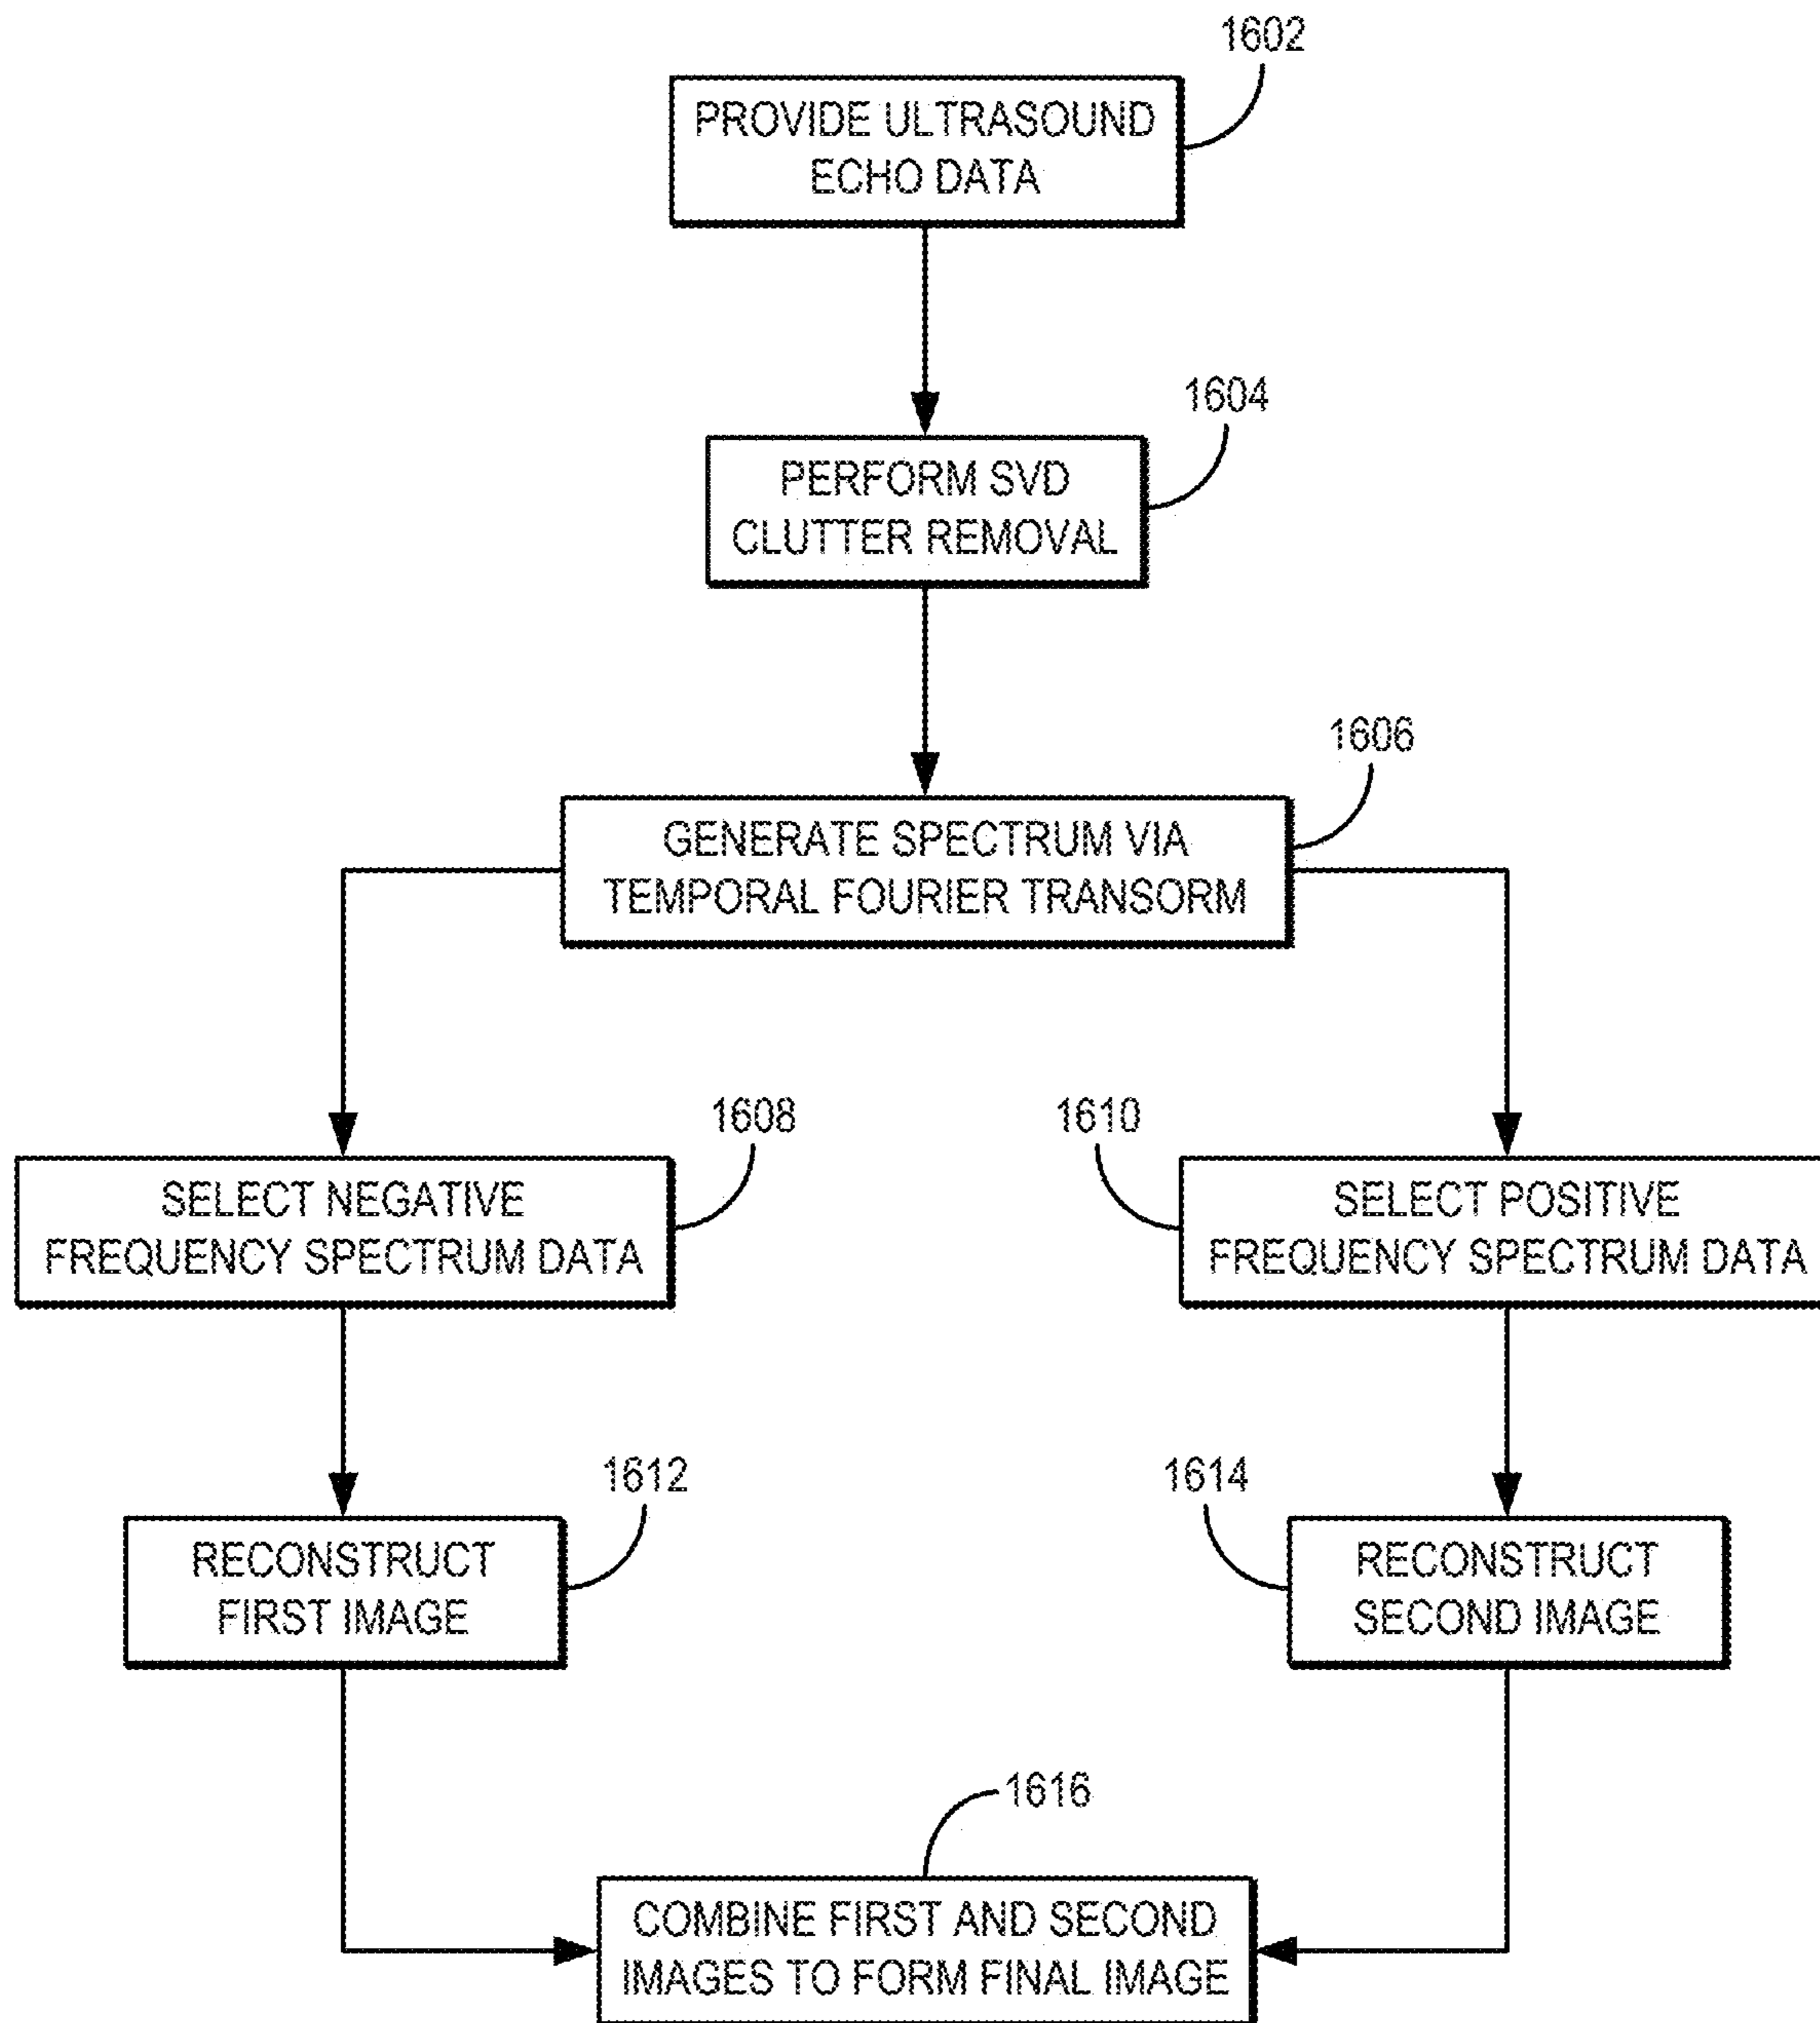 1602
PROVIDE ULTRASOUND
ECHO DATA
1604
PERFORM SVD
CLUTTER REMOVAL
1606
GENERATE SPECTRUM VIA
TEMPORAL FOURIER TRANSORM
1608
SELECT NEGATIVE
FREQUENCY SPECTRUM DATA
1610
SELECT POSITIVE
FREQUENCY SPECTRUM DATA
1612
RECONSTRUCT
FIRST IMAGE
1614
RECONSTRUCT
SECOND IMAGE
1616
COMBINE FIRST AND SECOND
IMAGES TO FORM FINAL IMAGE